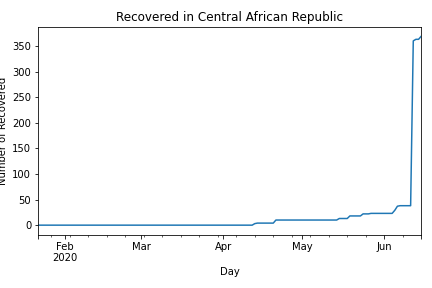 Recovered in Central African Republic
Number of Recovered
350
300
250
200
150
100
50
0
Feb
2020
Mar
Apr
May
Jun
Day